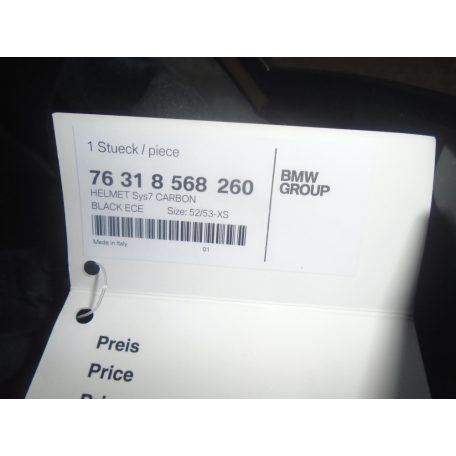 1 Stueck / piece
76 31 8 568 260
HELMET Sys7 CARBON
BLACK ECE Size: 52/53-XS
Made in Italy 01
BMW
GROUP
Preis
Price